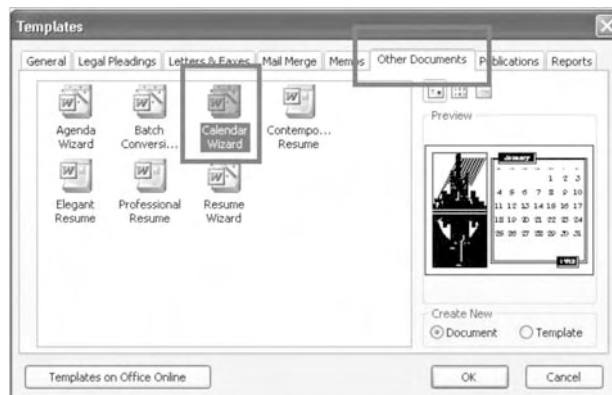 Templates
General Legal Pleadings Letters & Faxes Mail Merge Memos Other Documents Publications Reports
Agenda Wizard
Batch Conversi...
Calendar Wizard
Contempo... Resume
Elegant Resume
Professional Resume
Resume Wizard
Preview
January
1 2 3
4 5 6 7 8 9 10
11 12 13 14 15 16 17
18 19 20 21 22 23 24
25 26 27 28 29 30 31
Create New
Document Template
Templates on Office Online OK Cancel